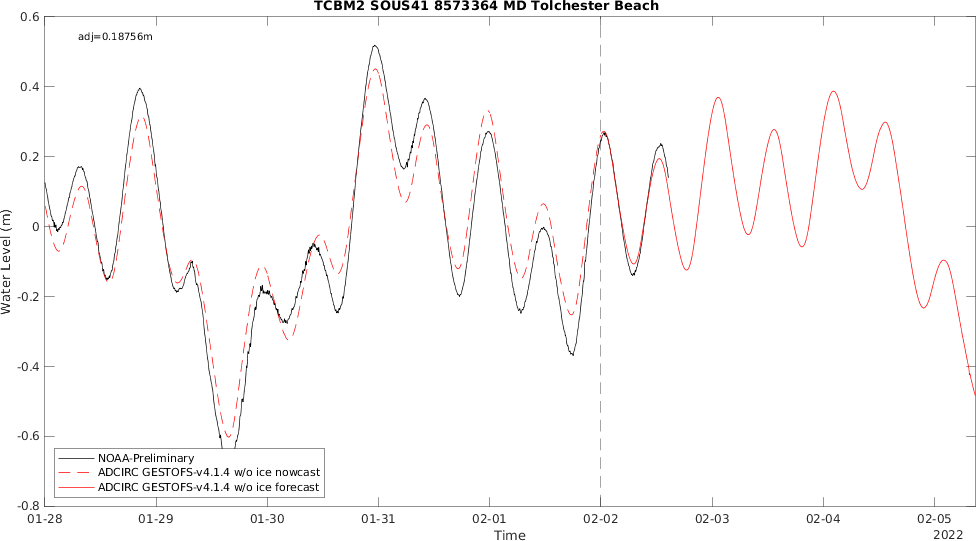 TCBM2 SOUS41 8573364 MD Tolchester Beach
adj=0.18756m
0.6
0.4
0.2
0
-0.2
-0.4
-0.6
-0.8
Water Level (m)
NOAA-Preliminary
ADCIRC GESTOFS-v4.1.4 w/o ice nowcast
ADCIRC GESTOFS-v4.1.4 w/o ice forecast
01-28 01-29 01-30 01-31 02-01 02-02 02-03 02-04 02-05
Time
2022